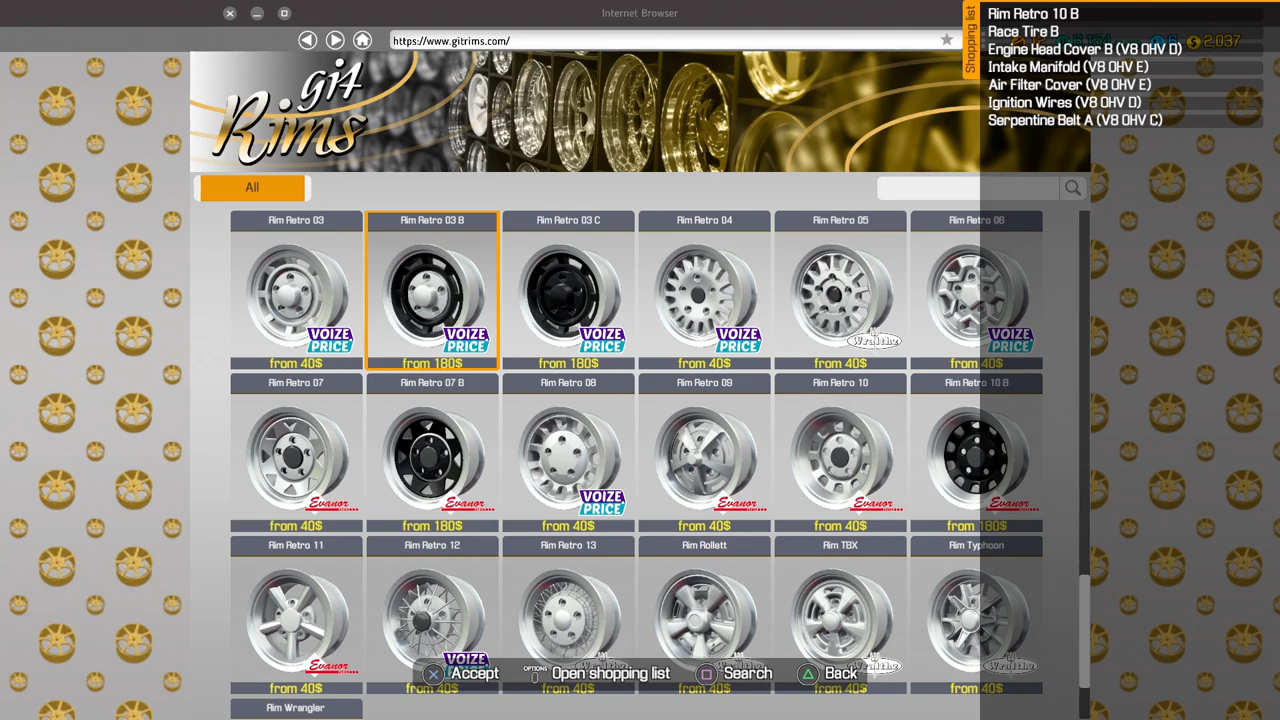 Internet Browser
https://www.gitrims.com/
Shopping list
Rim Retro 10 B
Race Tire B
Engine Head Cover B (V8 OHV D)
Intake Manifold (V8 OHV E)
Air Filter Cover (V8 OHV E)
Ignition Wires (V8 OHV D)
Serpentine Belt A (V8 OHV C)
$ 2,037
git
Rims
All
Rim Retro 03
Rim Retro 03 B
Rim Retro 03 C
Rim Retro 04
Rim Retro 05
Rim Retro 06
VOIZE PRICE
VOIZE PRICE
VOIZE PRICE
VOIZE PRICE
Wraithy
VOIZE PRICE
from 40$
from 180$
from 180$
from 40$
from 40$
from 40$
Rim Retro 07
Rim Retro 07 B
Rim Retro 08
Rim Retro 09
Rim Retro 10
Rim Retro 10 B
Evanor
Evanor
VOIZE PRICE
Evanor
Evanor
Evanor
from 40$
from 180$
from 40$
from 40$
from 40$
from 180$
Rim Retro 11
Rim Retro 12
Rim Retro 13
Rim Rollett
Rim TBX
Rim Typhoon
Evanor
VOIZE
from 40$
from 40$
from 40$
from 40$
from 40$
from 40$
Accept
OPTIONS
Open shopping list
Search
Back
Rim Wrangler